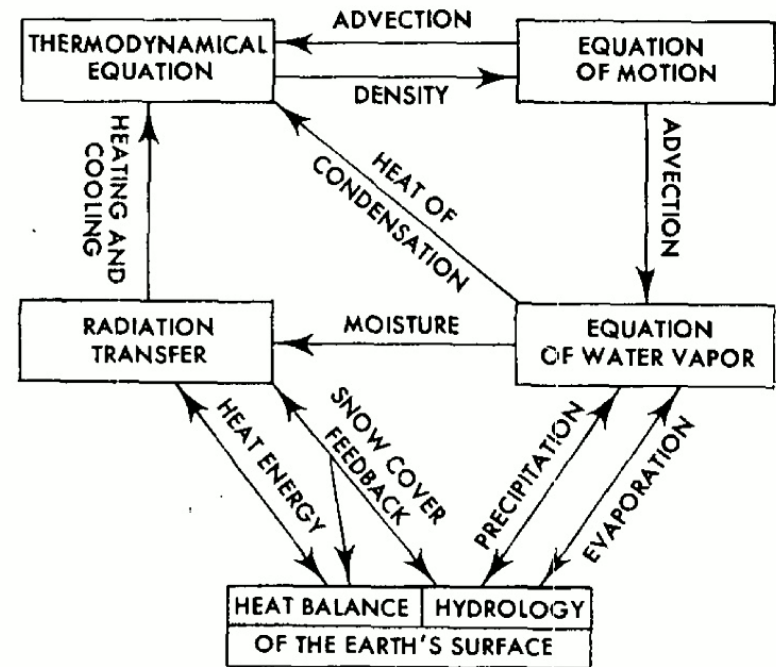 ADVECTION
THERMODYNAMICAL
EQUATION
EQUATION
OF MOTION
DENSITY
HEATING AND
COOLING
HEAT OF
CONDENSATION
ADVECTION
RADIATION
TRANSFER
MOISTURE
EQUATION
OF WATER VAPOR
HEAT ENERGY
SNOW COVER
FEEDBACK
PRECIPITATION
EVAPORATION
HEAT BALANCE
HYDROLOGY
OF THE EARTH'S SURFACE